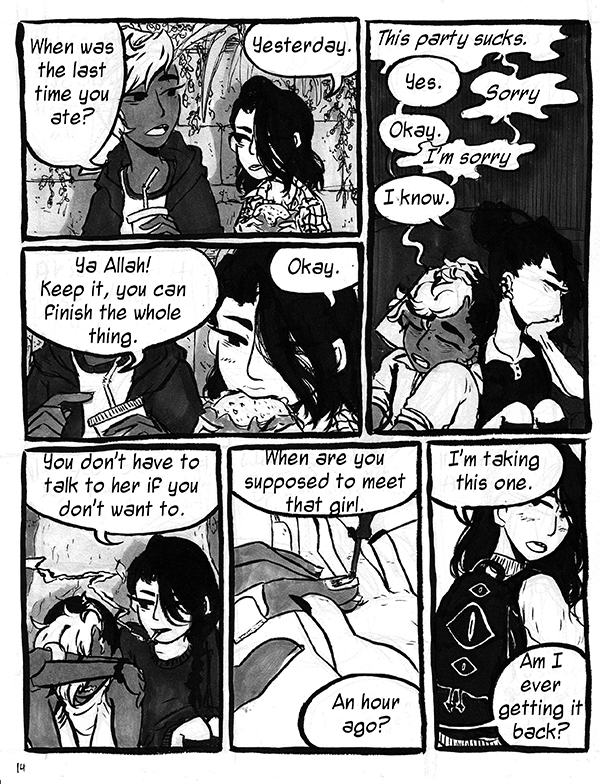 When was
the last
time you
ate?
Yesterday.
This party sucks.
Yes.
Sorry
Okay.
I'm sorry
I know.
Ya Allah!
Keep it, you can
finish the whole
thing.
Okay.
You don't have to
talk to her if you
don't want to.
When are you
supposed to meet
that girl.
An hour
ago?
I'm taking
this one.
Am I
ever
getting it
back?
14